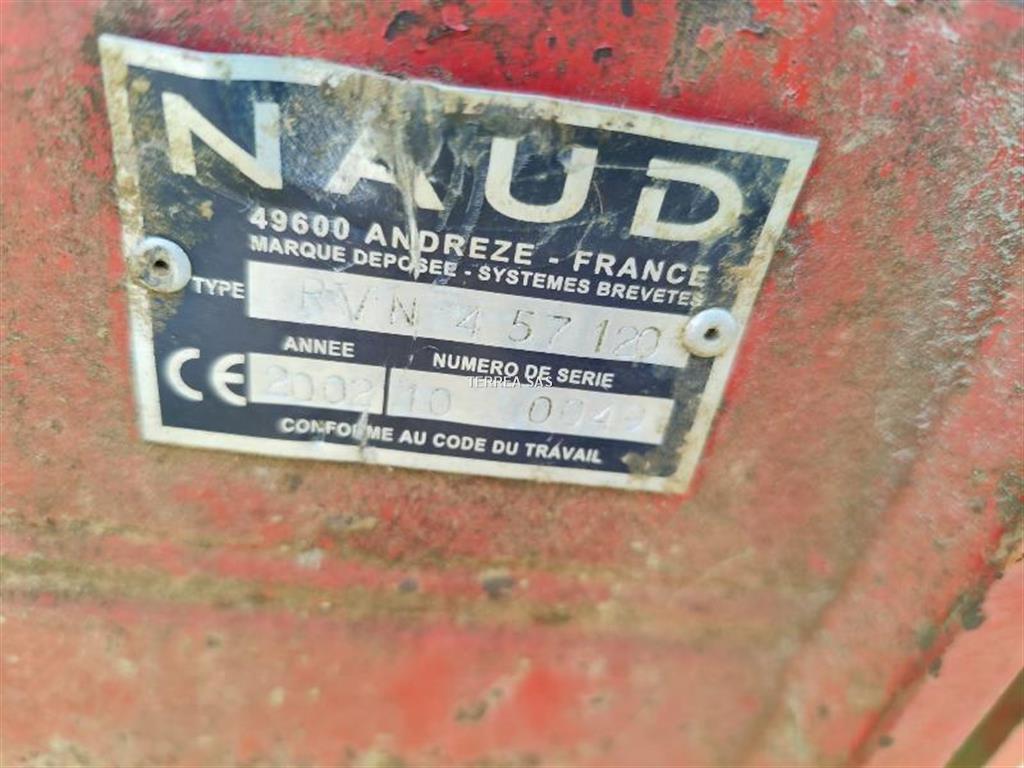 NAUD
49600 ANDREZE - FRANCE
MARQUE DEPOSEE - SYSTEMES BREVETES
TYPE RVN 4 57 120
ANNEE NUMERO DE SERIE
CE 2002 10 0049
TERREA SAS
CONFORME AU CODE DU TRAVAIL